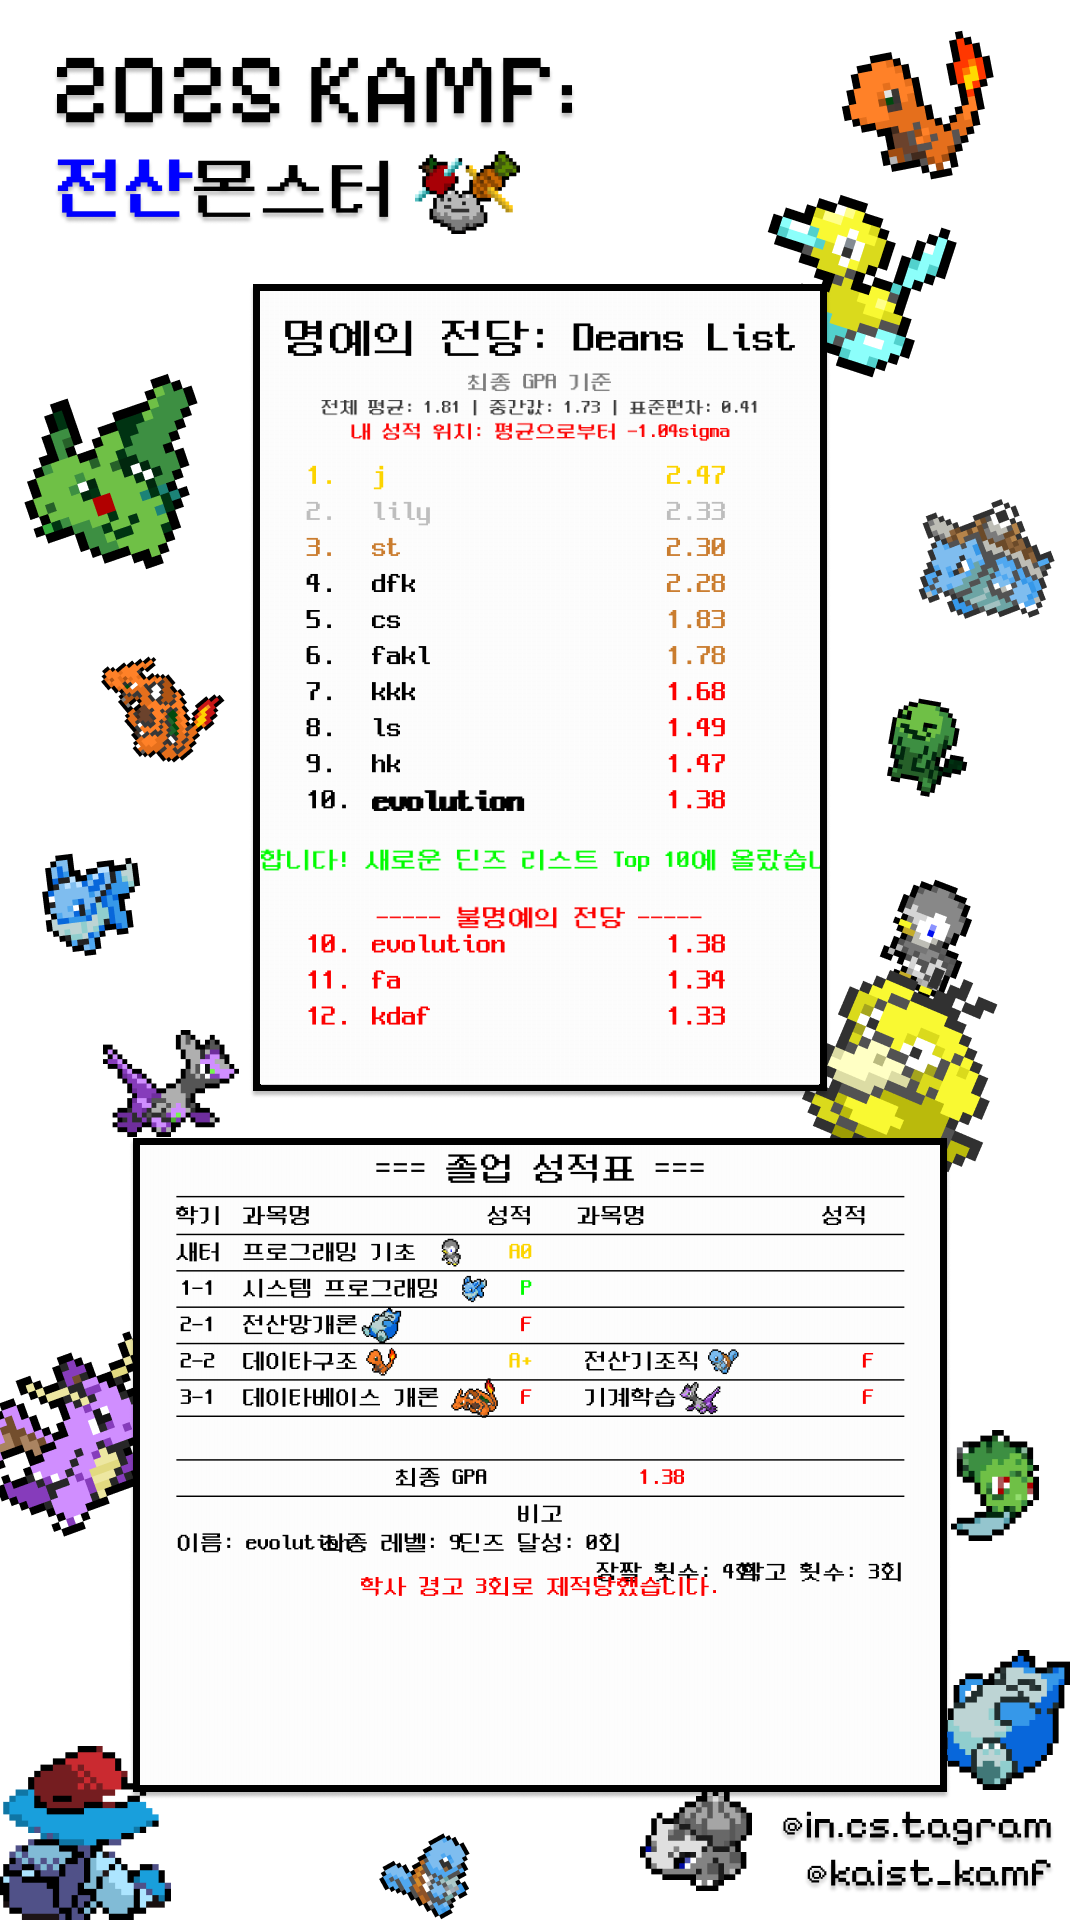 2025 KAMF:
전산몬스터
명예의 전당: Deans List
최종 GPA 기준
전체 평균: 1.81 | 중간값: 1.73 | 표준편차: 0.41
내 성적 위치: 평균으로부터 -1.04sigma
1. j 2.47
2. lily 2.33
3. st 2.30
4. dfk 2.28
5. cs 1.83
6. fakl 1.78
7. kkk 1.68
8. ls 1.49
9. hk 1.47
10. evolution 1.38
합니다! 새로운 딘즈 리스트 Top 10에 올랐습니
----- 불명예의 전당 -----
10. evolution 1.38
11. fa 1.34
12. kdaf 1.33
=== 졸업 성적표 ===
학기 과목명 성적 과목명 성적
새터 프로그래밍 기초 A0
1-1 시스템 프로그래밍 P
2-1 전산망개론 F
2-2 데이타구조 A+ 전산기조직 F
3-1 데이타베이스 개론 F 기계학습 F
최종 GPA 1.38
비고
이름: evolution 최종 레벨: 9 딘즈 달성: 0회
장짤 횟수: 4회 학고 횟수: 3회
학사 경고 3회로 제적당했습니다.
@in.cs.tagram
@kaist_kamf